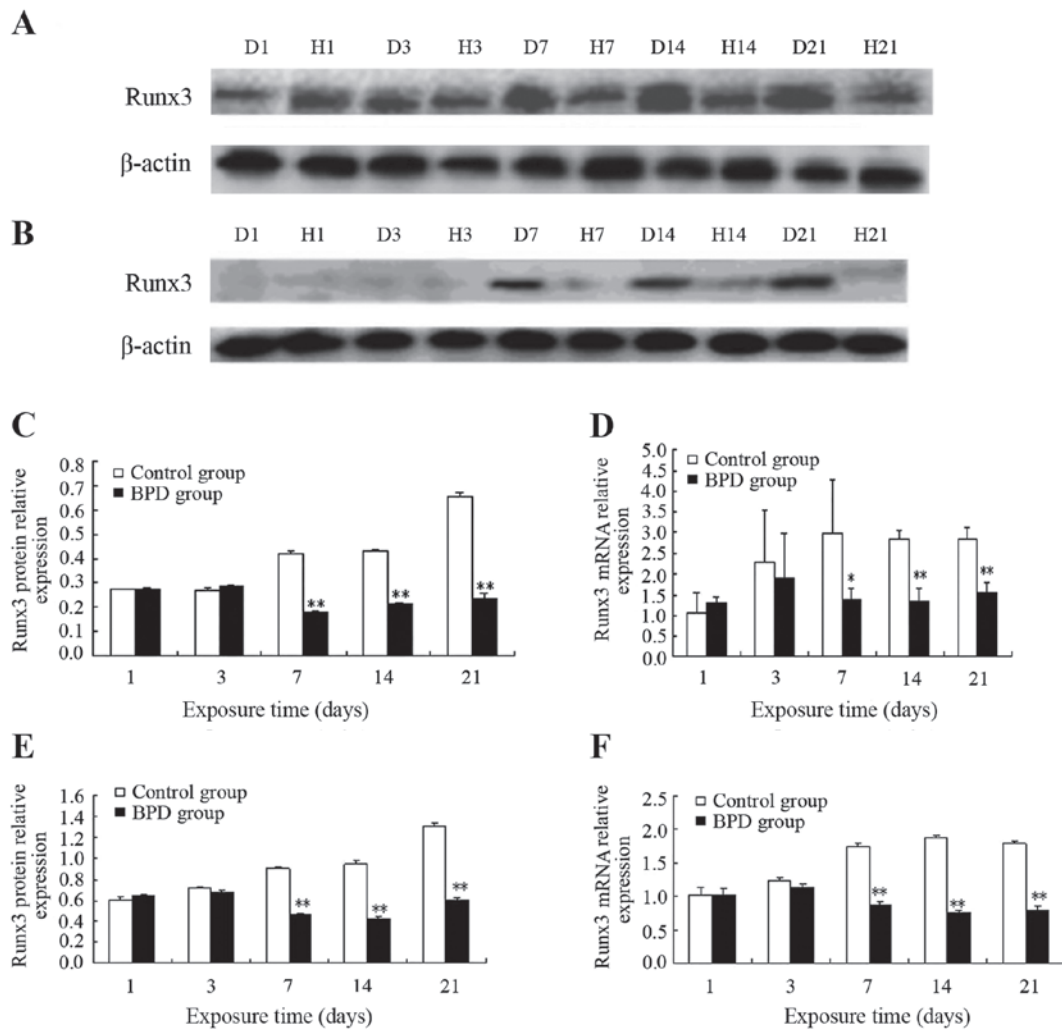 A
D1 H1 D3 H3 D7 H7 D14 H14 D21 H21
Runx3
β-actin
B
D1 H1 D3 H3 D7 H7 D14 H14 D21 H21
Runx3
β-actin
C
Runx3 protein relative
expression
0.8
0.7
0.6
0.5
0.4
0.3
0.2
0.1
0.0
Control group
BPD group
** ** **
1 3 7 14 21
Exposure time (days)
D
Runx3 mRNA relative
expression
5.0
4.5
4.0
3.5
3.0
2.5
2.0
1.5
1.0
0.5
0.0
Control group
BPD group
* ** **
1 3 7 14 21
Exposure time (days)
E
Runx3 protein relative
expression
1.6
1.4
1.2
1.0
0.8
0.6
0.4
0.2
0.0
Control group
BPD group
** ** **
1 3 7 14 21
Exposure time (days)
F
Runx3 mRNA relative
expression
2.5
2.0
1.5
1.0
0.5
0.0
Control group
BPD group
** ** **
1 3 7 14 21
Exposure time (days)